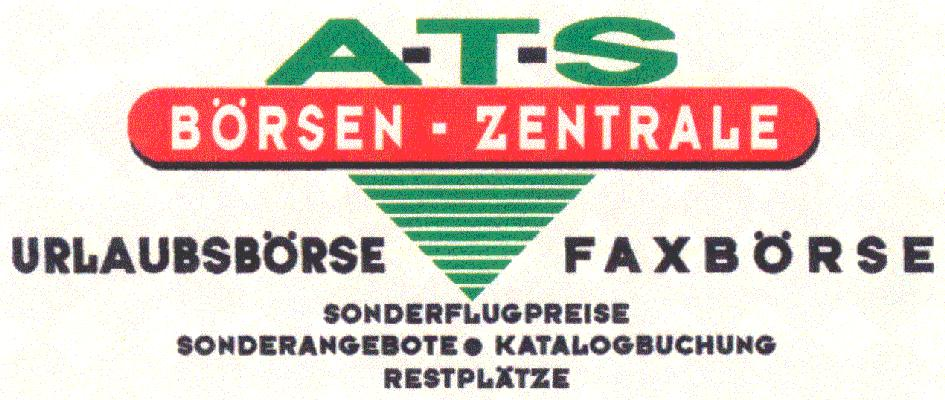 A-T-S
BÖRSEN - ZENTRALE
URLAUBSBÖRSE FAXBÖRSE
SONDERFLUGPREISE
SONDERANGEBOTE ● KATALOGBUCHUNG
RESTPLÄTZE